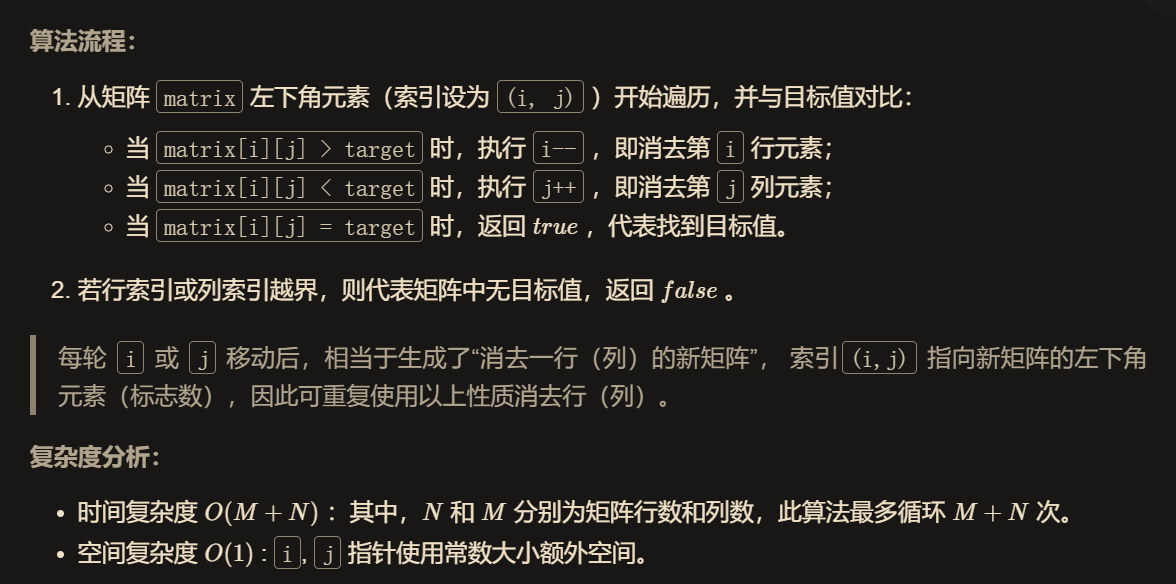 算法流程：
1. 从矩阵 matrix 左下角元素（索引设为 (i, j) ）开始遍历，并与目标值对比：
◦ 当 matrix[i][j] > target 时，执行 i-- ，即消去第 i 行元素；
◦ 当 matrix[i][j] < target 时，执行 j++ ，即消去第 j 列元素；
◦ 当 matrix[i][j] = target 时，返回 true ，代表找到目标值。
2. 若行索引或列索引越界，则代表矩阵中无目标值，返回 false 。
每轮 i 或 j 移动后，相当于生成了“消去一行（列）的新矩阵”， 索引(i,j) 指向新矩阵的左下角
元素（标志数），因此可重复使用以上性质消去行（列）。
复杂度分析：
• 时间复杂度 O(M + N) ：其中，N 和 M 分别为矩阵行数和列数，此算法最多循环 M + N 次。
• 空间复杂度 O(1) : i, j 指针使用常数大小额外空间。